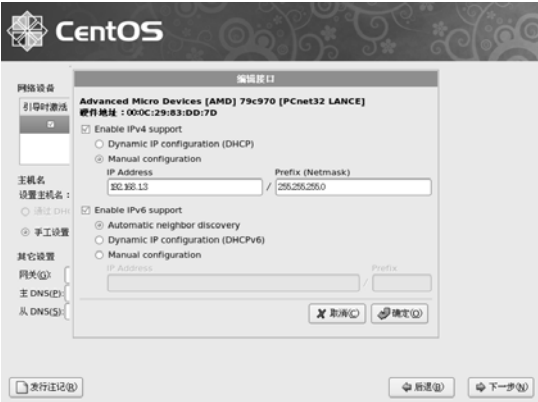 CentOS
编辑接口
网络设备
引导时激活
Advanced Micro Devices [AMD] 79c970 [PCnet32 LANCE]
硬件地址：00:0C:29:83:DD:7D
Enable IPv4 support
Dynamic IP configuration (DHCP)
Manual configuration
IP Address Prefix (Netmask)
192.168.1.3 / 255.255.255.0
Enable IPv6 support
Automatic neighbor discovery
Dynamic IP configuration (DHCPv6)
Manual configuration
IP Address Prefix
/
取消(C) 确定(O)
主机名
设置主机名：
通过 DH
手工设置
其它设置
网关(G):
主 DNS(P):
从 DNS(S):
发行注记(R) 后退(B) 下一步(N)